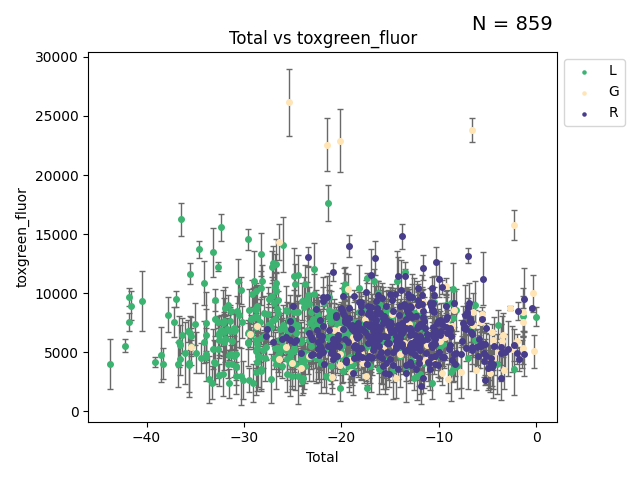 N = 859
Total vs toxgreen_fluor
30000
25000
20000
15000
10000
5000
0
toxgreen_fluor
−40
−30
−20
−10
0
Total
L
G
R